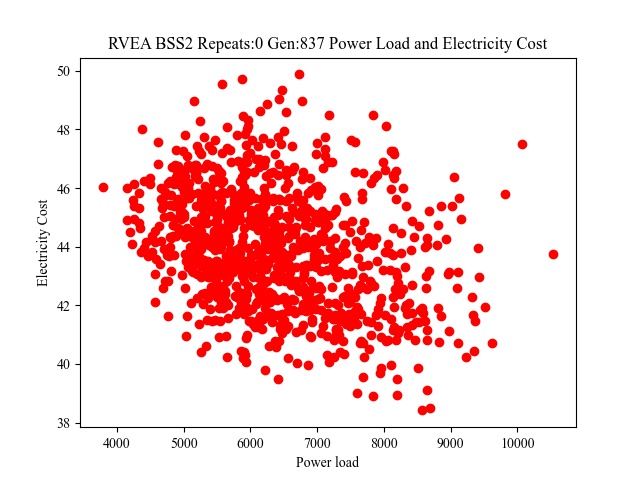 RVEA BSS2 Repeats:0 Gen:837 Power Load and Electricity Cost
50
48
46
44
42
40
38
Electricity Cost
4000 5000 6000 7000 8000 9000 10000
Power load